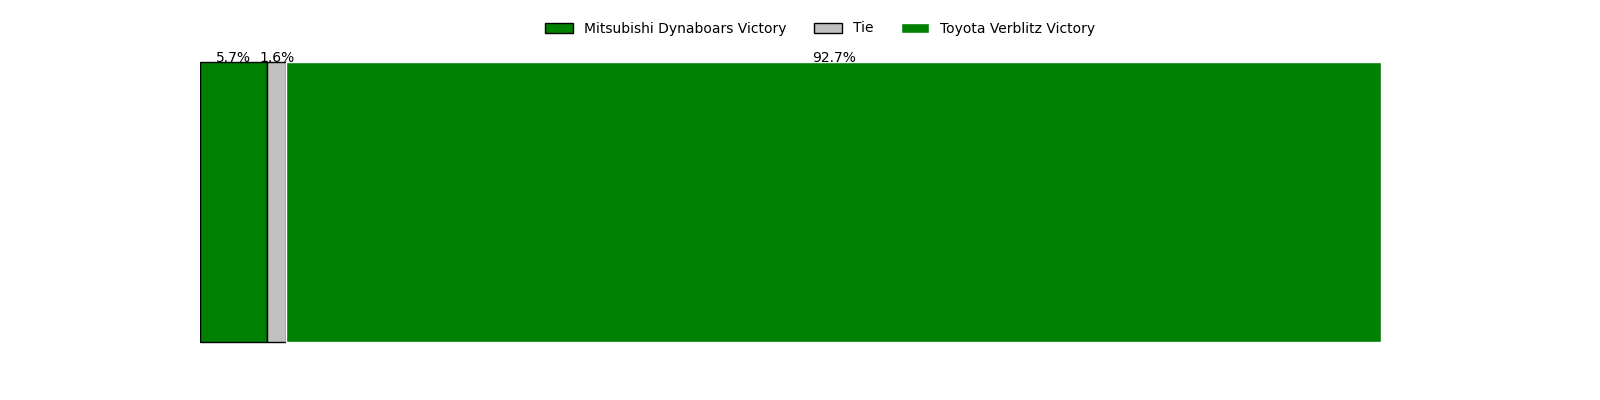 Mitsubishi Dynaboars Victory Tie Toyota Verblitz Victory
5.7% 1.6% 92.7%